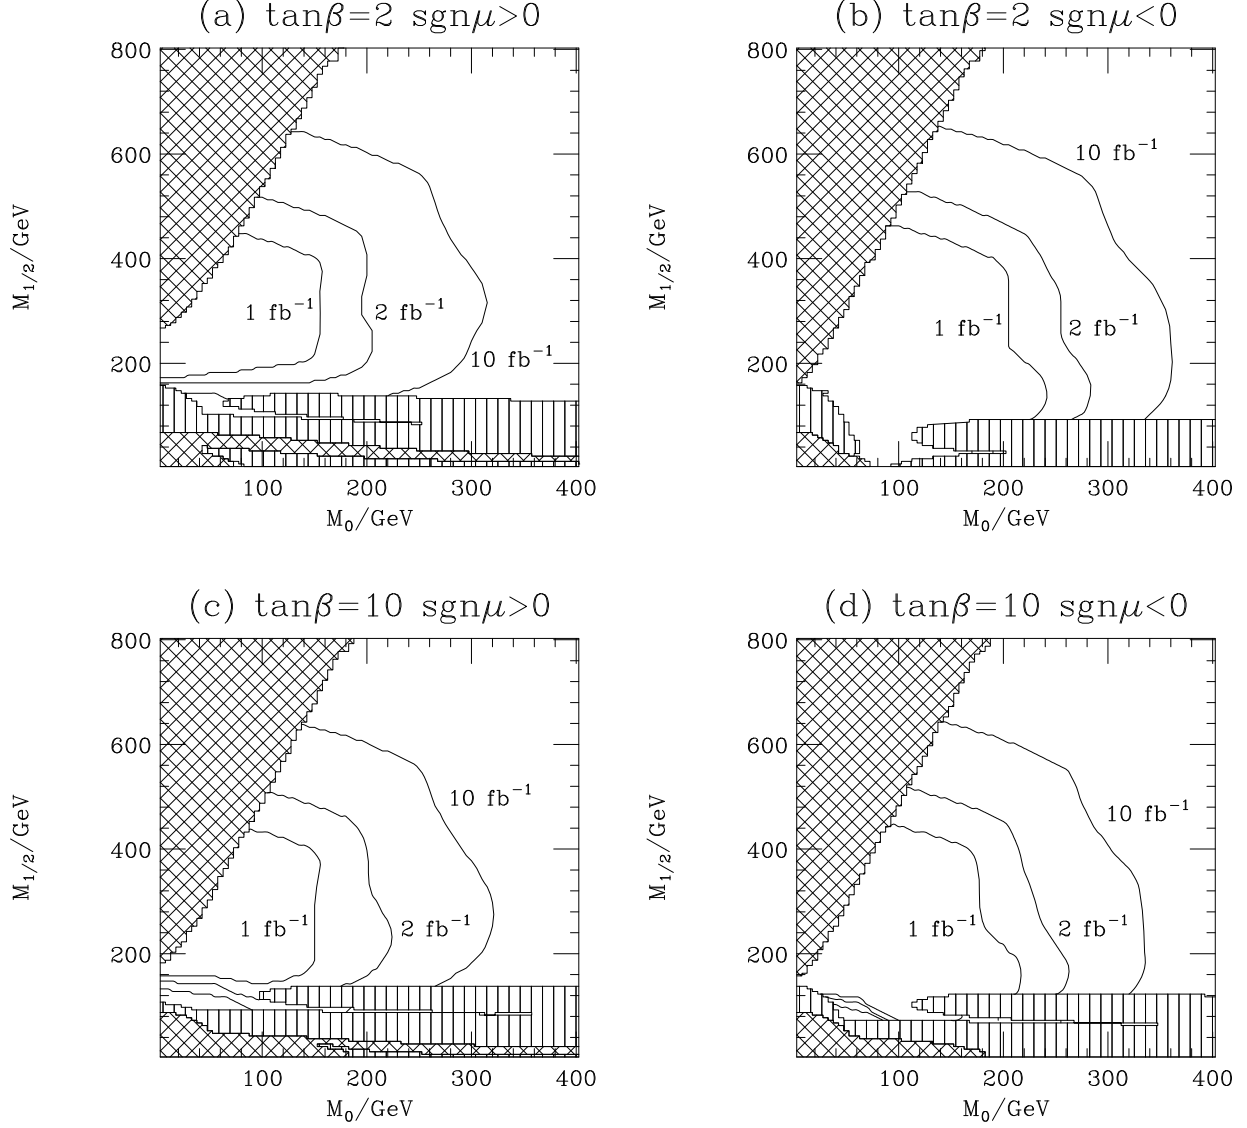 (a) tanβ=2 sgnμ>0
800
600
400
200
M1/2/GeV
1 fb−1
2 fb−1
10 fb−1
100
200
300
400
M0/GeV
(b) tanβ=2 sgnμ<0
800
600
400
200
M1/2/GeV
10 fb−1
1 fb−1
2 fb−1
100
200
300
400
M0/GeV
(c) tanβ=10 sgnμ>0
800
600
400
200
M1/2/GeV
10 fb−1
1 fb−1
2 fb−1
100
200
300
400
M0/GeV
(d) tanβ=10 sgnμ<0
800
600
400
200
M1/2/GeV
10 fb−1
1 fb−1
2 fb−1
100
200
300
400
M0/GeV